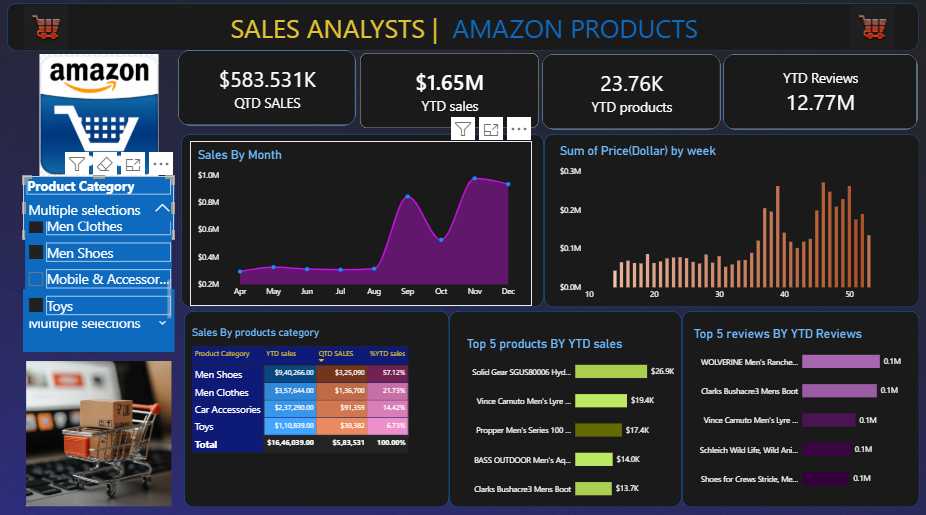 SALES ANALYSTS | AMAZON PRODUCTS
amazon
$583.531K
QTD SALES
$1.65M
YTD sales
23.76K
YTD products
YTD Reviews
12.77M
Product Category
Multiple selections
Men Clothes
Men Shoes
Mobile & Accessor...
Toys
Multiple selections
Sales By Month
$1.0M
$0.8M
$0.6M
$0.4M
$0.2M
Apr May Jun Jul Aug Sep Oct Nov Dec
Sum of Price(Dollar) by week
$0.3M
$0.2M
$0.1M
$0.0M
10 20 30 40 50
Sales By products category
Product Category YTD sales QTD SALES %YTD sales
Men Shoes $9,40,266.00 $3,25,090 57.12%
Men Clothes $3,57,644.00 $1,36,700 21.73%
Car Accessories $2,37,290.00 $91,359 14.42%
Toys $1,10,839.00 $30,382 6.73%
Total $16,46,039.00 $5,83,531 100.00%
Top 5 products BY YTD sales
Solid Gear SGUS80006 Hyd... $26.9K
Vince Camuto Men's Lyre ... $19.4K
Propper Men's Series 100 ... $17.4K
BASS OUTDOOR Men's Aq... $14.0K
Clarks Bushacre3 Mens Boot $13.7K
Top 5 reviews BY YTD Reviews
WOLVERINE Men's Ranche... 0.1M
Clarks Bushacre3 Mens Boot 0.1M
Vince Camuto Men's Lyre ... 0.1M
Schleich Wild Life, Wild Ani... 0.1M
Shoes for Crews Stride, Me... 0.1M